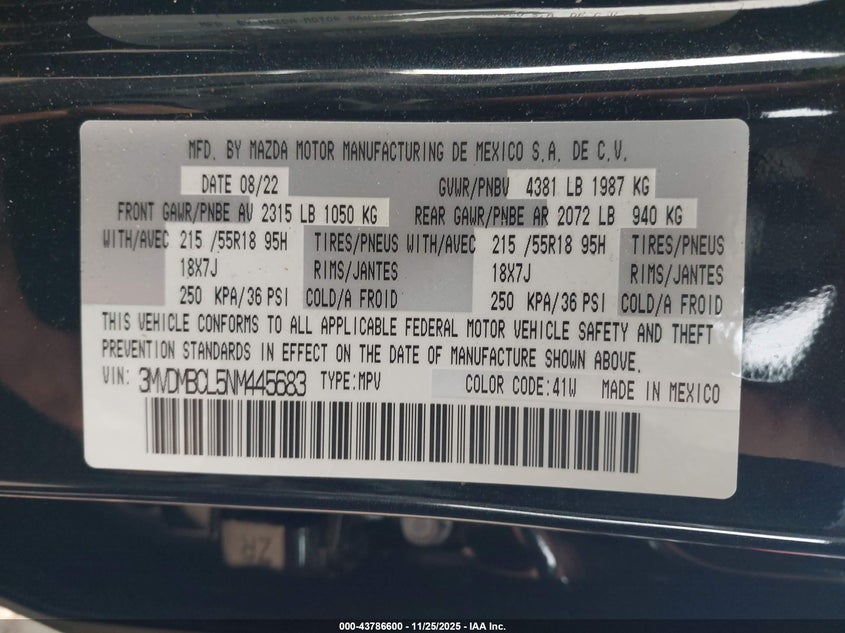 MFD. BY MAZDA MOTOR MANUFACTURING DE MEXICO S.A. DE C.V.
DATE 08/22 GVWR/PNBV 4381 LB 1987 KG
FRONT GAWR/PNBE AV 2315 LB 1050 KG REAR GAWR/PNBE AR 2072 LB 940 KG
WITH/AVEC 215 /55R18 95H TIRES/PNEUS WITH/AVEC 215 /55R18 95H TIRES/PNEUS
18X7J RIMS/JANTES 18X7J RIMS/JANTES
250 KPA/36 PSI COLD/A FROID 250 KPA/36 PSI COLD/A FROID
THIS VEHICLE CONFORMS TO ALL APPLICABLE FEDERAL MOTOR VEHICLE SAFETY AND THEFT
PREVENTION STANDARDS IN EFFECT ON THE DATE OF MANUFACTURE SHOWN ABOVE.
VIN: 3MVDMBCL5NM445683 TYPE:MPV COLOR CODE:41W MADE IN MEXICO
ZR
000-43786600 - 11/25/2025 - IAA Inc.